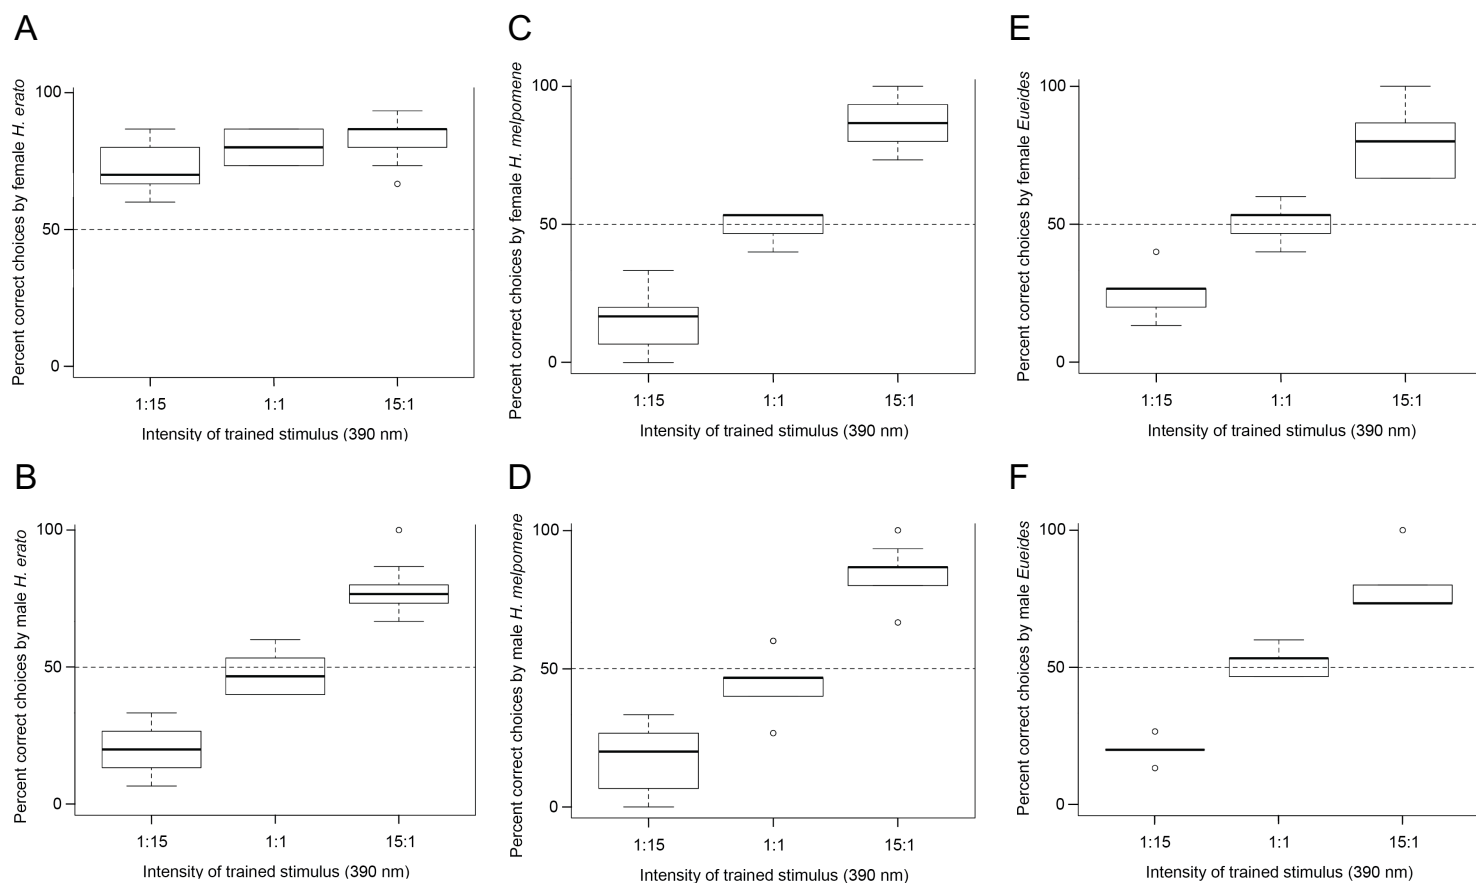 A
Percent correct choices by female H. erato
100
50
0
1:15 1:1 15:1
Intensity of trained stimulus (390 nm)
C
Percent correct choices by female H. melpomene
100
50
0
1:15 1:1 15:1
Intensity of trained stimulus (390 nm)
E
Percent correct choices by female Eueides
100
50
0
1:15 1:1 15:1
Intensity of trained stimulus (390 nm)
B
Percent correct choices by male H. erato
100
50
0
1:15 1:1 15:1
Intensity of trained stimulus (390 nm)
D
Percent correct choices by male H. melpomene
100
50
0
1:15 1:1 15:1
Intensity of trained stimulus (390 nm)
F
Percent correct choices by male Eueides
100
50
0
1:15 1:1 15:1
Intensity of trained stimulus (390 nm)